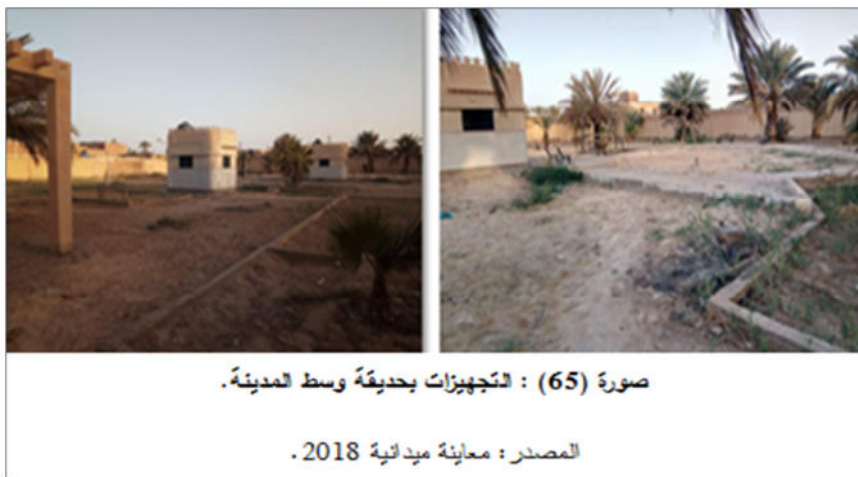 صورة (65) : التجهيزات بحديقة وسط المدينة.
المصدر: معاينة ميدانية 2018.